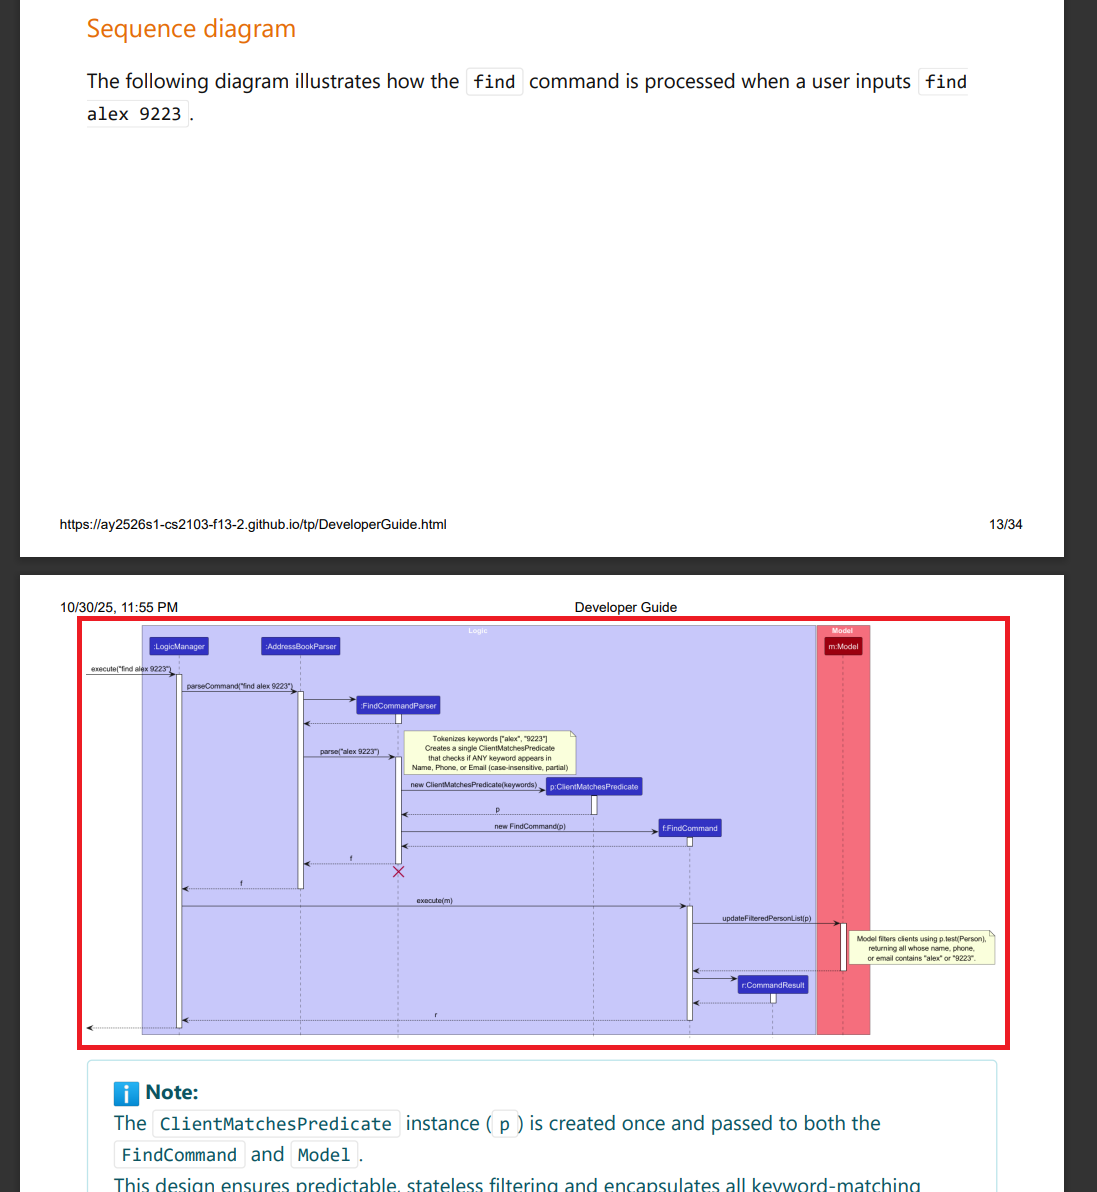 Sequence diagram
The following diagram illustrates how the find command is processed when a user inputs find
alex 9223 .
https://ay2526s1-cs2103-f13-2.github.io/tp/DeveloperGuide.html
13/34
10/30/25, 11:55 PM
Developer Guide
Logic
Model
:LogicManager
:AddressBookParser
m:Model
execute("find alex 9223")
parseCommand("find alex 9223")
:FindCommandParser
Tokenizes keywords ["alex", "9223"]
Creates a single ClientMatchesPredicate
that checks if ANY keyword appears in
Name, Phone, or Email (case-insensitive, partial)
parse("alex 9223")
new ClientMatchesPredicate(keywords)
p:ClientMatchesPredicate
p
new FindCommand(p)
f:FindCommand
f
f
execute(m)
updateFilteredPersonList(p)
Model filters clients using p.test(Person),
returning all whose name, phone,
or email contains "alex" or "9223".
r:CommandResult
r
Note:
The ClientMatchesPredicate instance ( p ) is created once and passed to both the
FindCommand and Model .
This design ensures predictable, stateless filtering and encapsulates all keyword-matching